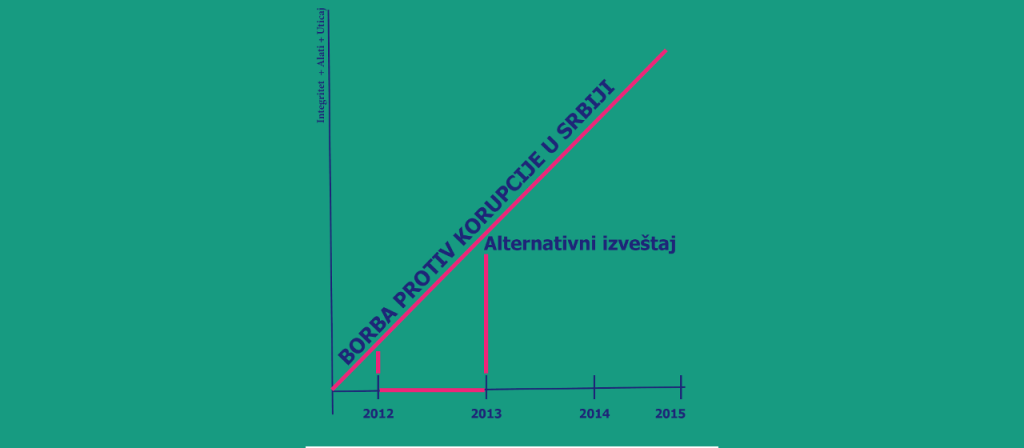 Integritet + Alati + Uticaj
BORBA PROTIV KORUPCIJE U SRBIJI
Alternativni izveštaj
2012 2013 2014 2015